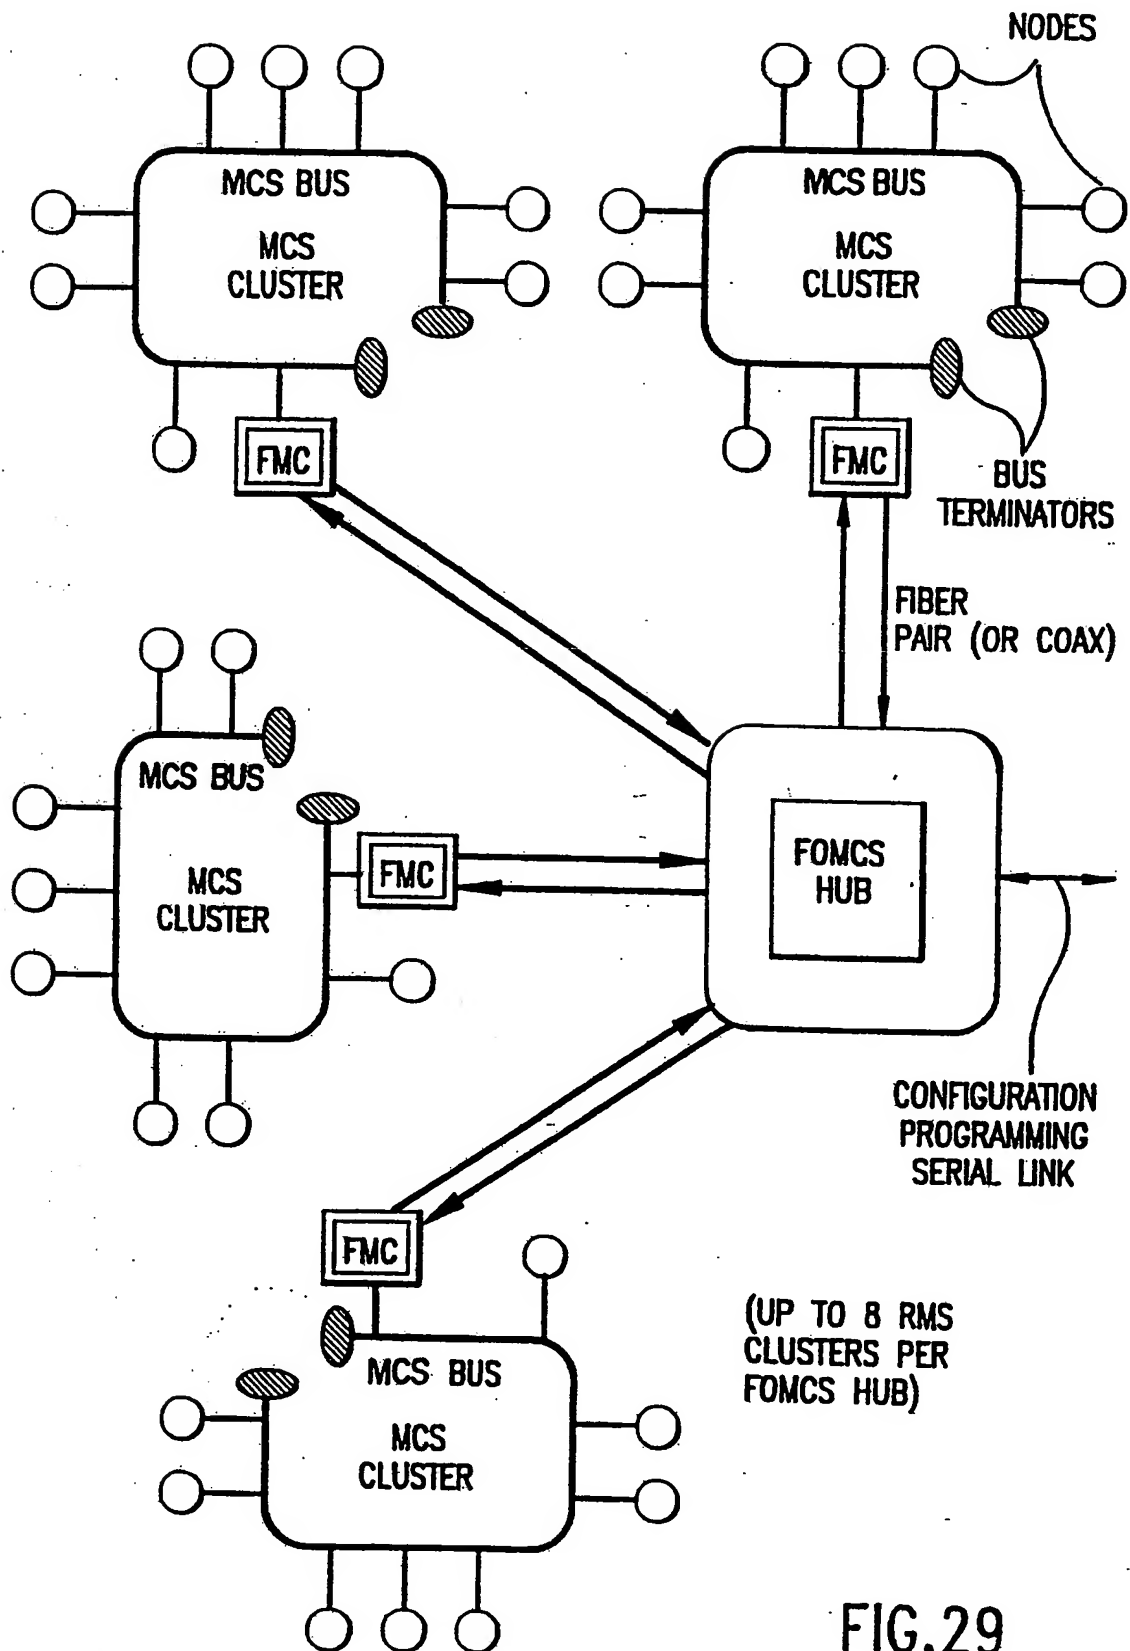 NODES
MCS BUS
MCS
CLUSTER
MCS BUS
MCS
CLUSTER
FMC
FMC
BUS
TERMINATORS
FIBER
PAIR (OR COAX)
MCS BUS
MCS
CLUSTER
FMC
FOMCS
HUB
CONFIGURATION
PROGRAMMING
SERIAL LINK
FMC
MCS BUS
MCS
CLUSTER
(UP TO 8 RMS
CLUSTERS PER
FOMCS HUB)
FIG.29